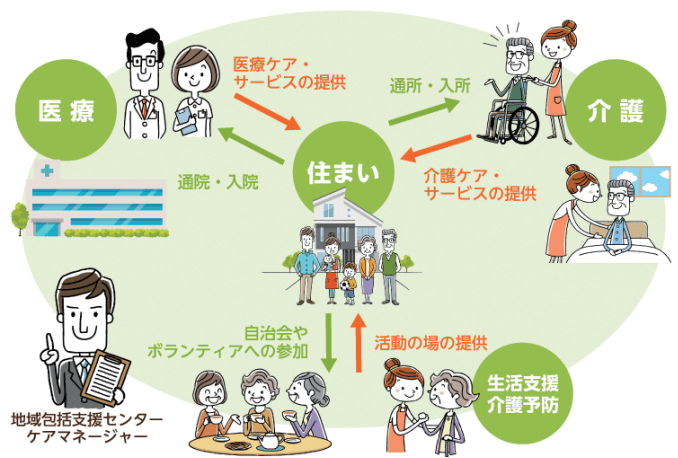 医療
医療ケア・
サービスの提供
通所・入所
介護
住まい
通院・入院
介護ケア・
サービスの提供
自治会や
ボランティアへの参加
活動の場の提供
生活支援
介護予防
地域包括支援センター
ケアマネージャー